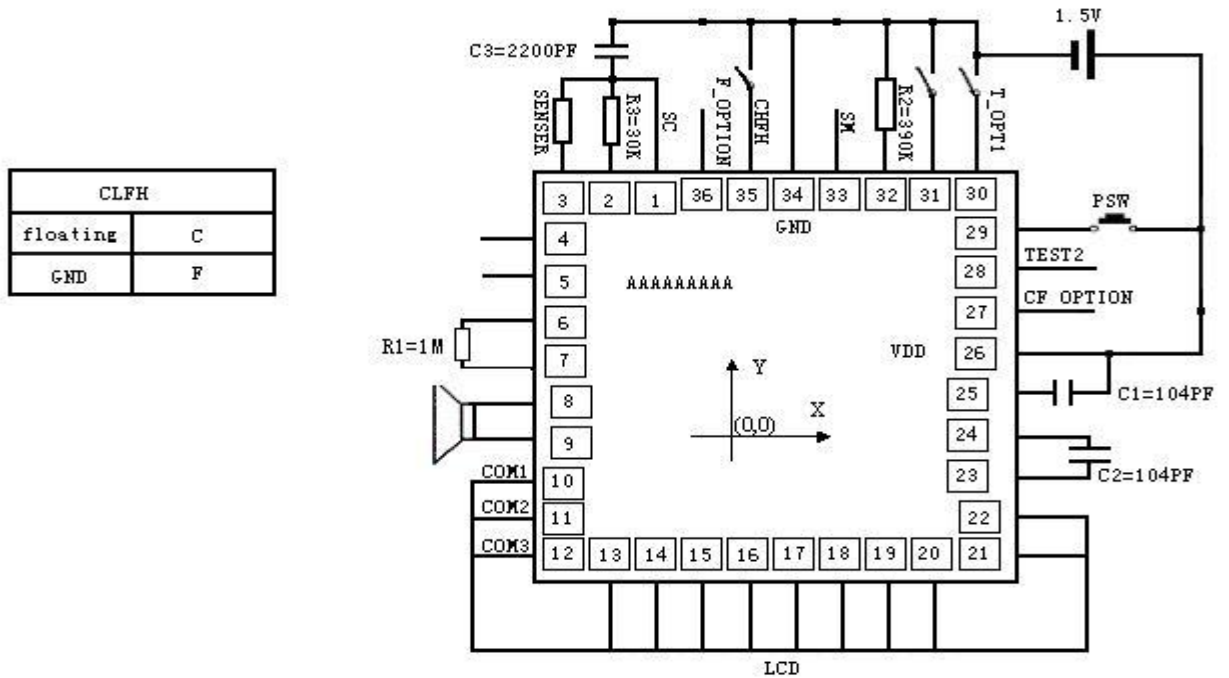 CLFH
floating C
GND F
1.5V
C3=2200PF
SENSER
R3=30K
SC
F_OPTION
CHFH
SM
R2=390K
T_OPT1
3 2 1 36 35 34 33 32 31 30
GND
4
5
6
7
8
9
10
11
12 13 14 15 16 17 18 19 20 21
29
28
27
26
25
24
23
22
PSW
TEST2
CF OPTION
VDD
AAAAAAAAA
R1=1M
Y
X
(0,0)
C1=104PF
C2=104PF
COM1
COM2
COM3
LCD